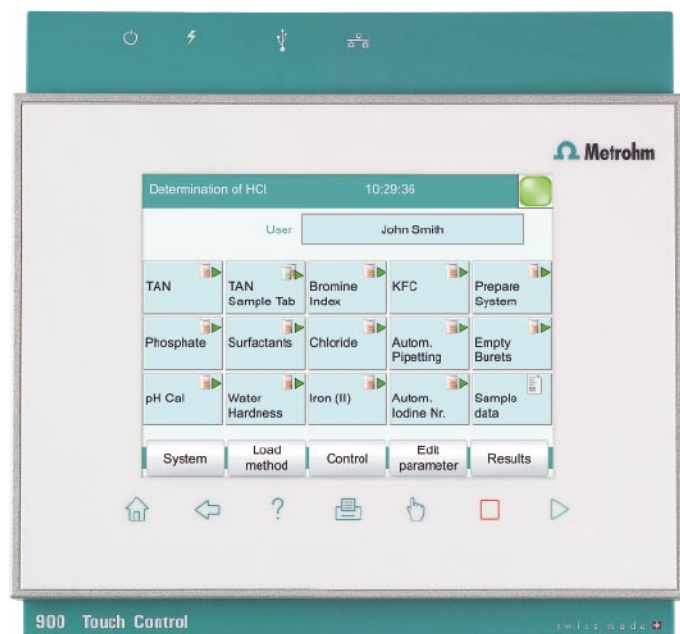 Metrohm
Determination of HCl 10:29:36
User John Smith
TAN
TAN
Sample Tab
Bromine
Index
KFC
Prepare
System
Phosphate
Surfactants
Chloride
Autom.
Pipetting
Empty
Burets
pH Cal
Water
Hardness
Iron (II)
Autom.
Iodine Nr.
Sample
data
System
Load
method
Control
Edit
parameter
Results
?
900 Touch Control
swiss made